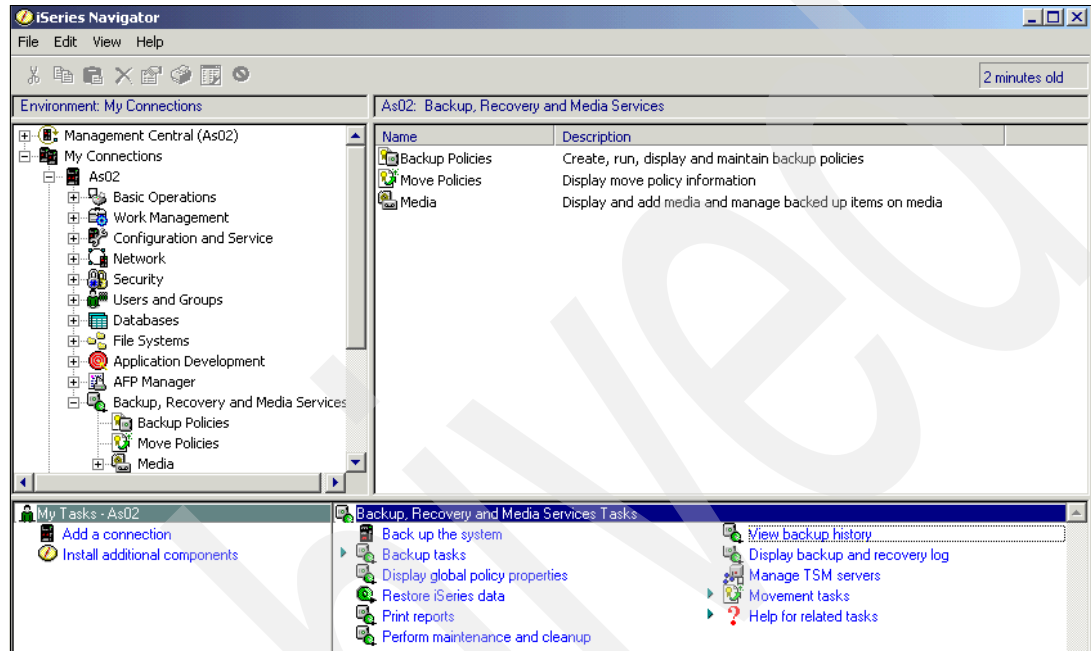 iSeries Navigator
File Edit View Help
2 minutes old
Environment: My Connections
As02: Backup, Recovery and Media Services
Management Central (As02)
My Connections
As02
Basic Operations
Work Management
Configuration and Service
Network
Security
Users and Groups
Databases
File Systems
Application Development
AFP Manager
Backup, Recovery and Media Services
Backup Policies
Move Policies
Media
Name Description
Backup Policies Create, run, display and maintain backup policies
Move Policies Display move policy information
Media Display and add media and manage backed up items on media
My Tasks - As02
Add a connection
Install additional components
Backup, Recovery and Media Services Tasks
Back up the system
Backup tasks
Display global policy properties
Restore iSeries data
Print reports
Perform maintenance and cleanup
View backup history
Display backup and recovery log
Manage TSM servers
Movement tasks
Help for related tasks